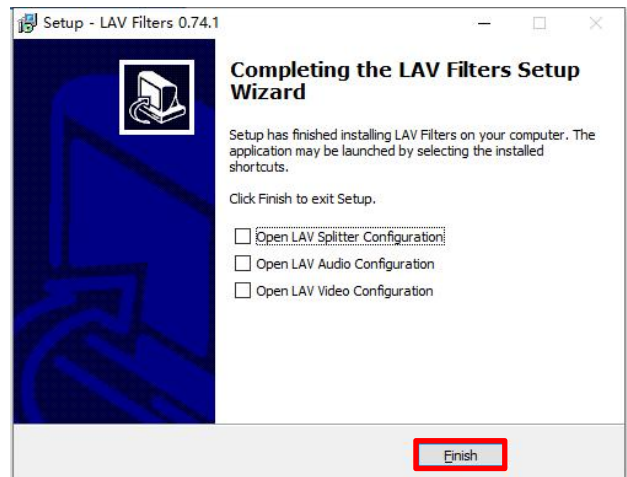 Setup - LAV Filters 0.74.1
Completing the LAV Filters Setup
Wizard
Setup has finished installing LAV Filters on your computer. The
application may be launched by selecting the installed
shortcuts.
Click Finish to exit Setup.
Open LAV Splitter Configuration
Open LAV Audio Configuration
Open LAV Video Configuration
Finish